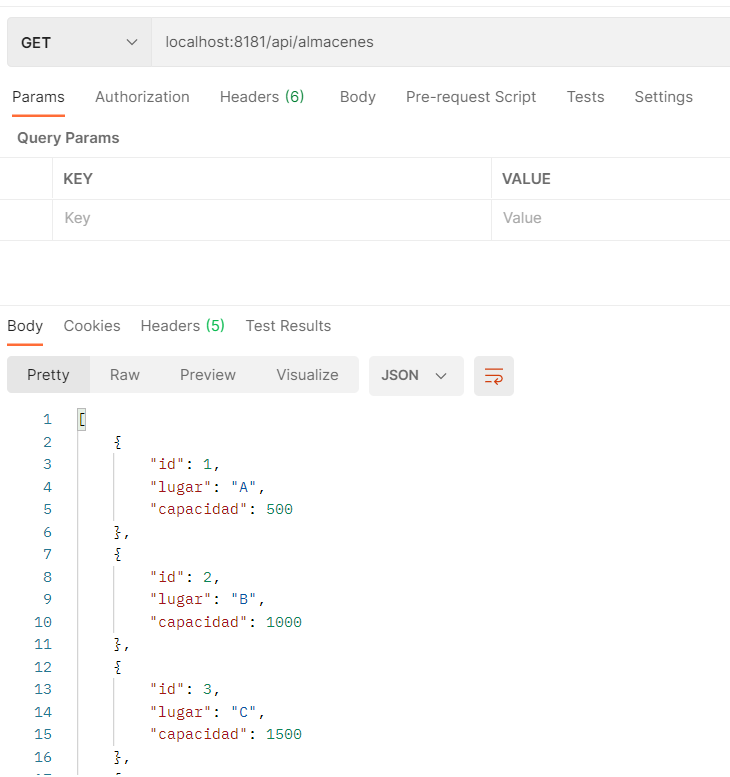 GET localhost:8181/api/almacenes
Params Authorization Headers (6) Body Pre-request Script Tests Settings
Query Params
KEY VALUE
Key Value
Body Cookies Headers (5) Test Results
Pretty Raw Preview Visualize JSON
1 [
2 {
3 "id": 1,
4 "lugar": "A",
5 "capacidad": 500
6 },
7 {
8 "id": 2,
9 "lugar": "B",
10 "capacidad": 1000
11 },
12 {
13 "id": 3,
14 "lugar": "C",
15 "capacidad": 1500
16 },